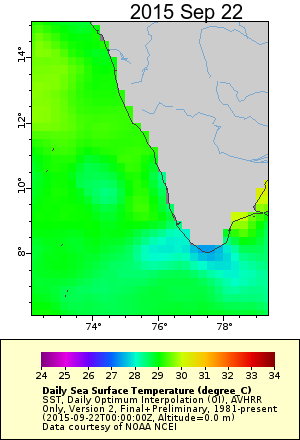 2015 Sep 22
14°
12°
10°
8°
74° 76° 78°
24 25 26 27 28 29 30 31 32 33 34
Daily Sea Surface Temperature (degree_C)
SST, Daily Optimum Interpolation (OI), AVHRR
Only, Version 2, Final+Preliminary, 1981-present
(2015-09-22T00:00:00Z, Altitude=0.0 m)
Data courtesy of NOAA NCEI